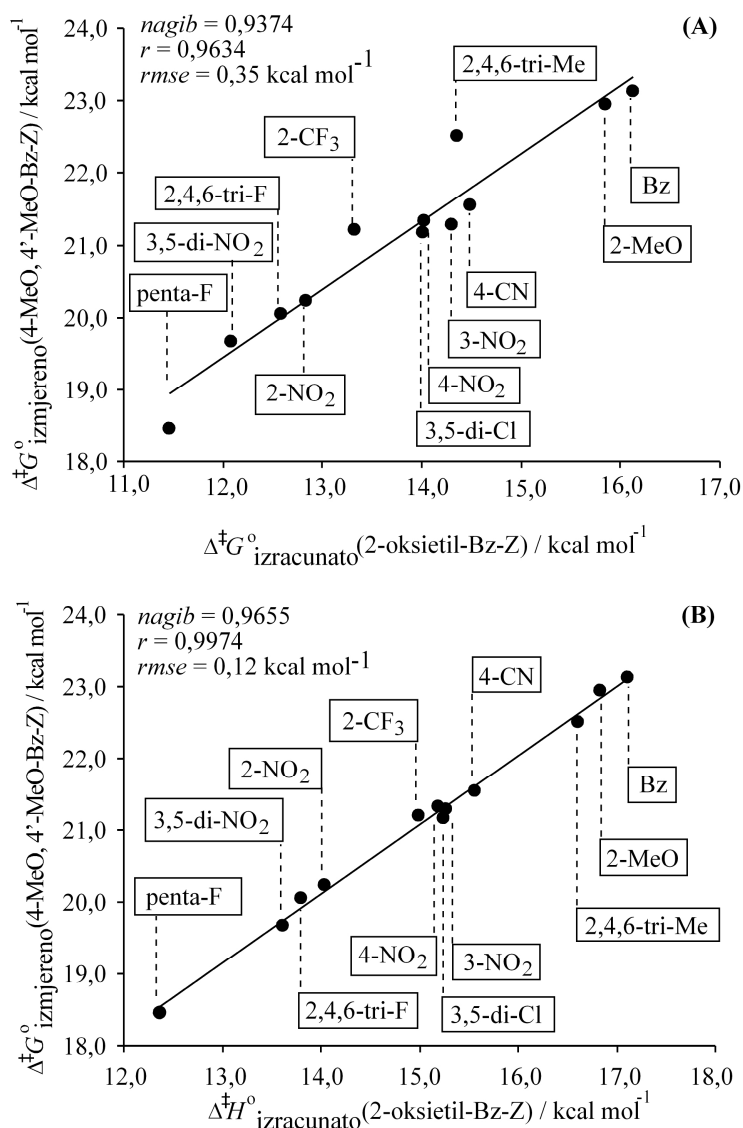 (A)
nagib = 0,9374
r = 0,9634
rmse = 0,35 kcal mol⁻¹
Δ‡G°izmjereno(4-MeO, 4’-MeO-Bz-Z) / kcal mol⁻¹
24,0
23,0
22,0
21,0
20,0
19,0
18,0
2,4,6-tri-Me
2-CF₃
2,4,6-tri-F
3,5-di-NO₂
penta-F
Bz
2-MeO
4-CN
3-NO₂
2-NO₂
4-NO₂
3,5-di-Cl
11,0 12,0 13,0 14,0 15,0 16,0 17,0
Δ‡G°izracunato(2-oksietil-Bz-Z) / kcal mol⁻¹
(B)
nagib = 0,9655
r = 0,9974
rmse = 0,12 kcal mol⁻¹
Δ‡G°izmjereno(4-MeO, 4’-MeO-Bz-Z) / kcal mol⁻¹
24,0
23,0
22,0
21,0
20,0
19,0
18,0
4-CN
2-CF₃
2-NO₂
3,5-di-NO₂
penta-F
Bz
2-MeO
2,4,6-tri-Me
4-NO₂
3-NO₂
2,4,6-tri-F
3,5-di-Cl
12,0 13,0 14,0 15,0 16,0 17,0 18,0
Δ‡H°izracunato(2-oksietil-Bz-Z) / kcal mol⁻¹